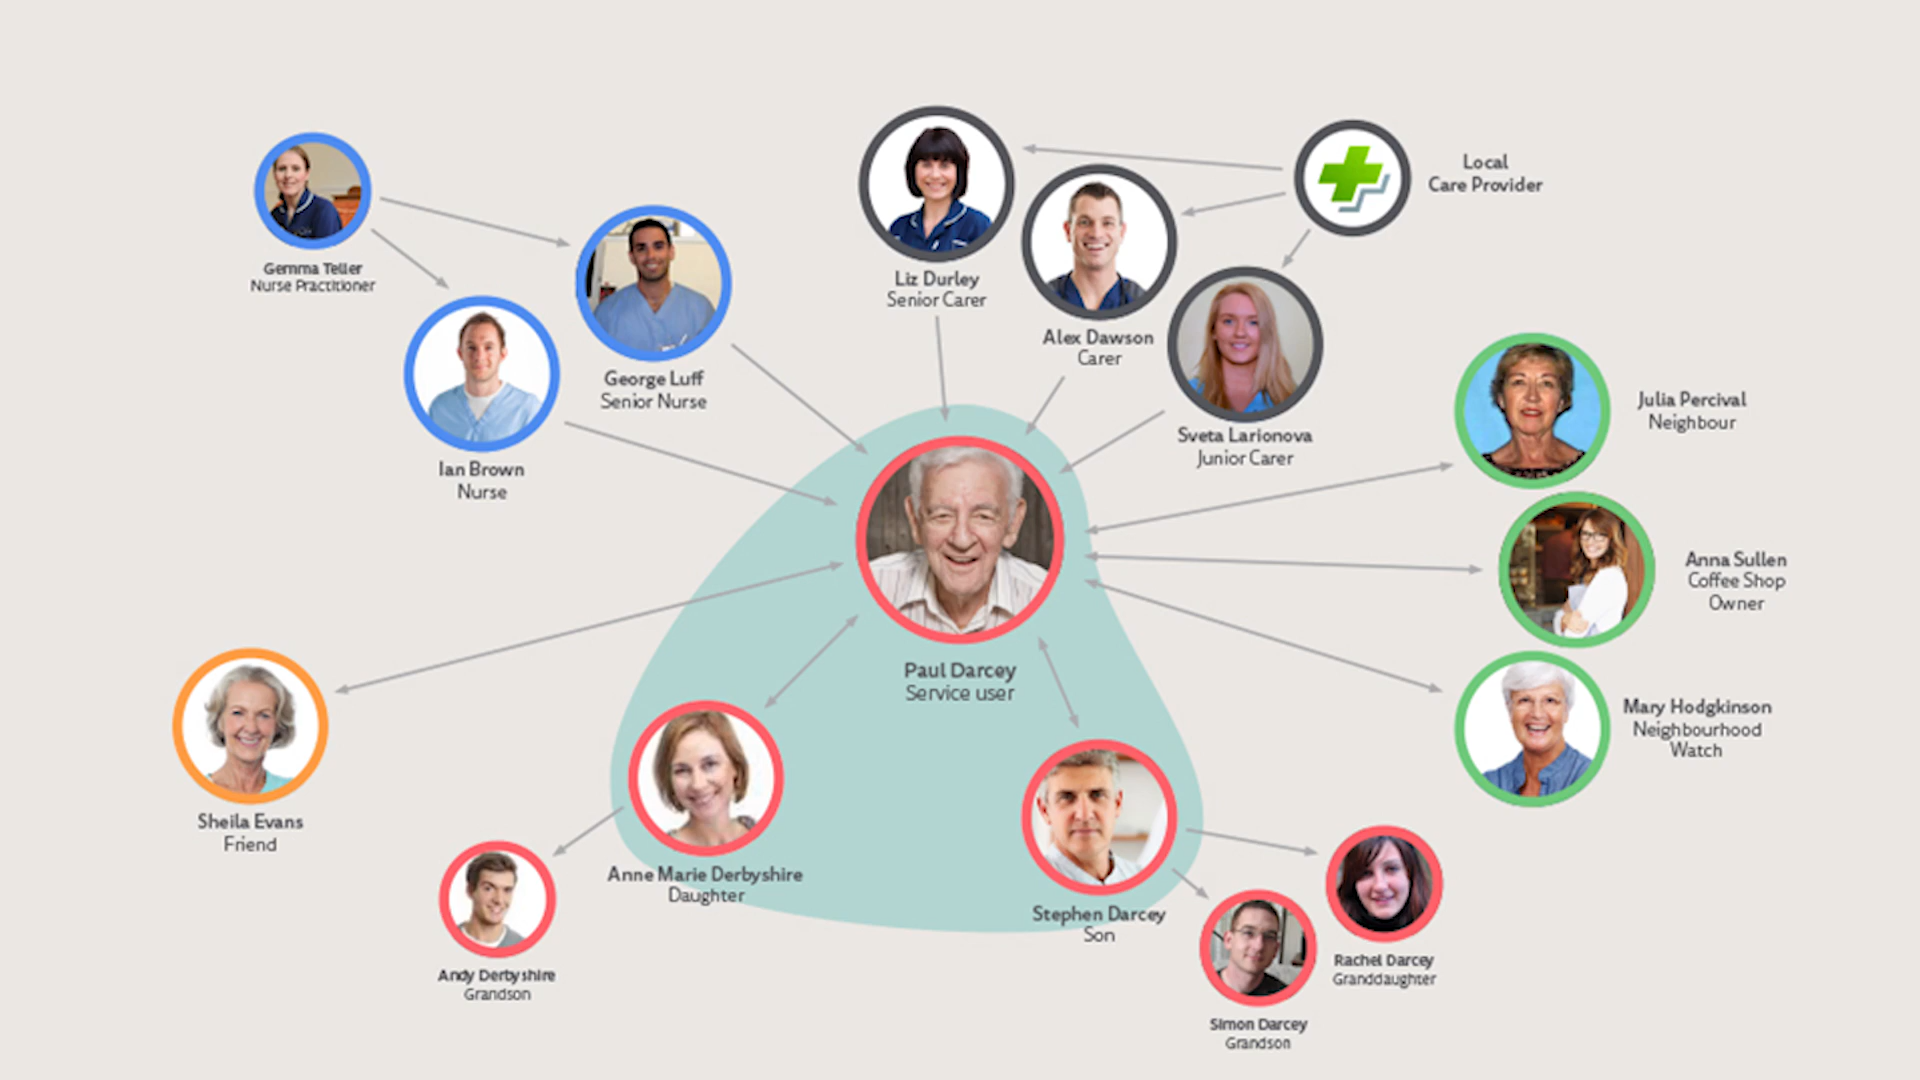 Local
Care Provider
Gemma Teller
Nurse Practitioner
Liz Durley
Senior Carer
Alex Dawson
Carer
George Luff
Senior Nurse
Julia Percival
Neighbour
Sveta Larionova
Junior Carer
Ian Brown
Nurse
Anna Sullen
Coffee Shop
Owner
Paul Darcey
Service user
Mary Hodgkinson
Neighbourhood
Watch
Sheila Evans
Friend
Anne Marie Derbyshire
Daughter
Stephen Darcey
Son
Andy Derbyshire
Grandson
Rachel Darcey
Granddaughter
Simon Darcey
Grandson